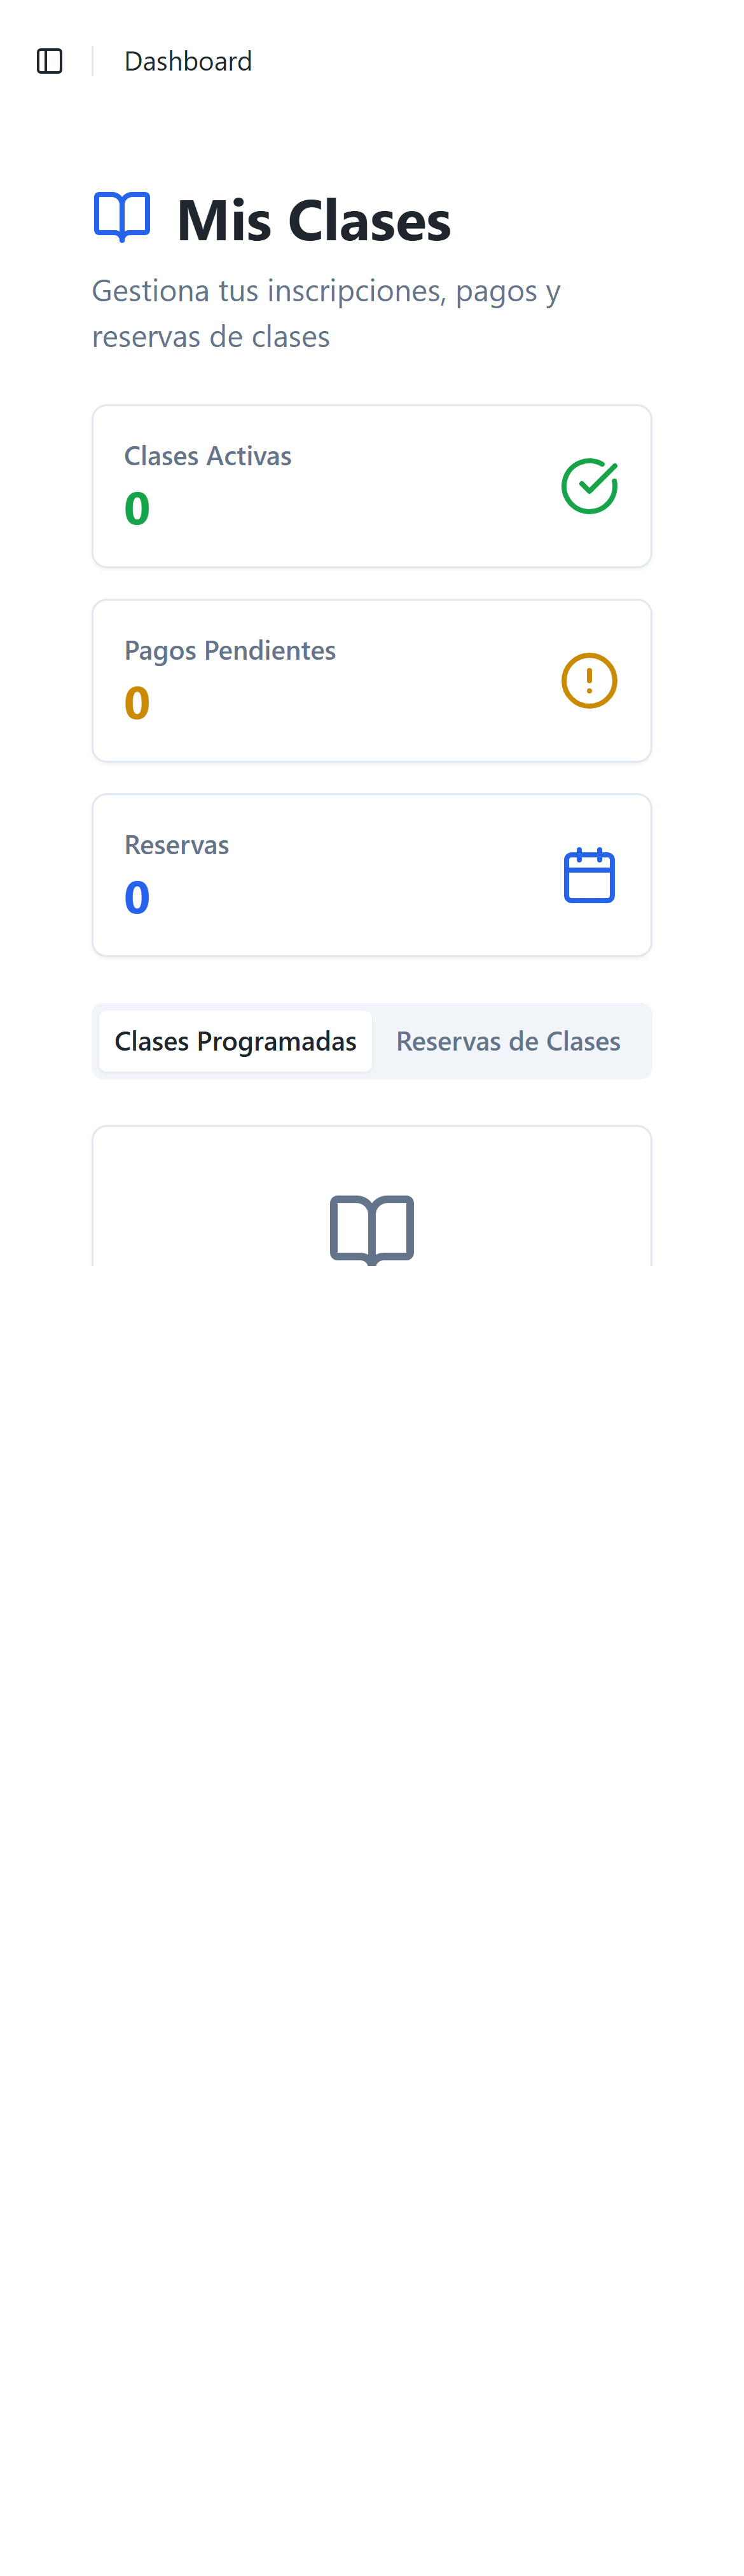 Dashboard
Mis Clases
Gestiona tus inscripciones, pagos y
reservas de clases
Clases Activas
0
Pagos Pendientes
0
Reservas
0
Clases Programadas
Reservas de Clases